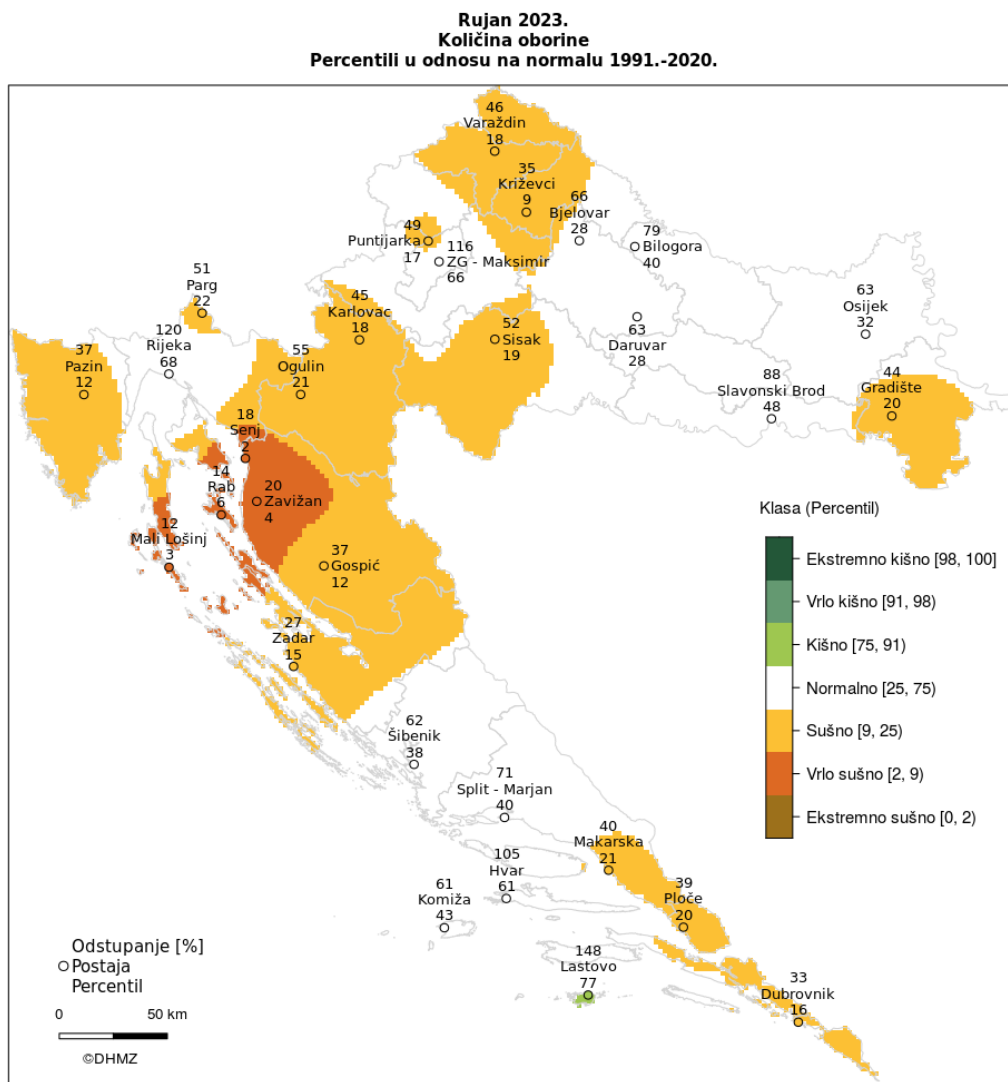 Rujan 2023.
Količina oborine
Percentili u odnosu na normalu 1991.-2020.
46
Varaždin
18
35
Križevci
9
66
Bjelovar
28
49
Puntijarka
17
116
ZG - Maksimir
66
79
Bilogora
40
51
Parg
22
45
Karlovac
18
63
Osijek
32
120
Rijeka
68
52
Sisak
19
63
Daruvar
28
37
Pazin
12
55
Ogulin
21
88
Slavonski Brod
48
44
Gradište
20
18
Senj
2
14
Rab
6
20
Zavižan
4
12
Mali Lošinj
3
37
Gospić
12
27
Zadar
15
62
Šibenik
38
71
Split - Marjan
40
40
Makarska
21
105
Hvar
61
61
Komiža
43
39
Ploče
20
148
Lastovo
77
33
Dubrovnik
16
Klasa (Percentil)
Ekstremno kišno [98, 100]
Vrlo kišno [91, 98)
Kišno [75, 91)
Normalno [25, 75)
Sušno [9, 25)
Vrlo sušno [2, 9)
Ekstremno sušno [0, 2)
Odstupanje [%]
Postaja
Percentil
0 50 km
©DHMZ